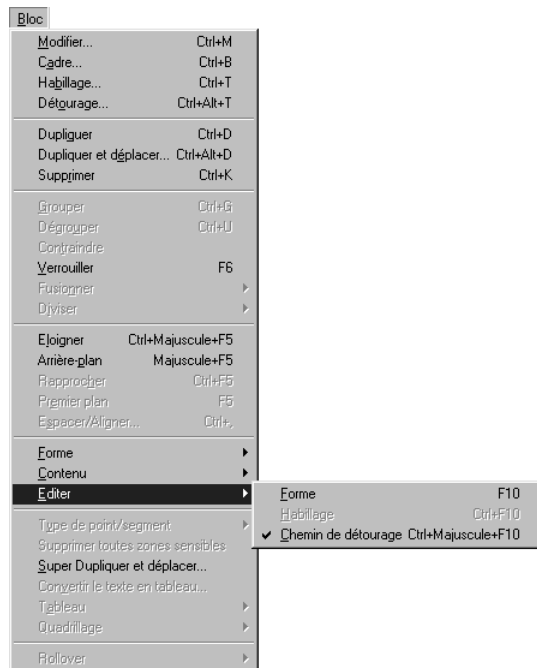 Bloc
Modifier... Ctrl+M
Cadre... Ctrl+B
Habillage... Ctrl+T
Détourage... Ctrl+Alt+T
Dupliquer Ctrl+D
Dupliquer et déplacer... Ctrl+Alt+D
Supprimer Ctrl+K
Grouper Ctrl+G
Dégrouper Ctrl+U
Contraindre
Verrouiller F6
Fusionner
Diviser
Eloigner Ctrl+Majuscule+F5
Arrière-plan Majuscule+F5
Rapprocher Ctrl+F5
Premier plan F5
Espacer/Aligner... Ctrl+,
Forme
Contenu
Editer
Forme F10
Habillage Ctrl+F10
Chemin de détourage Ctrl+Majuscule+F10
Type de point/segment
Supprimer toutes zones sensibles
Super Dupliquer et déplacer...
Convertir le texte en tableau...
Tableau
Quadrillage
Rollover